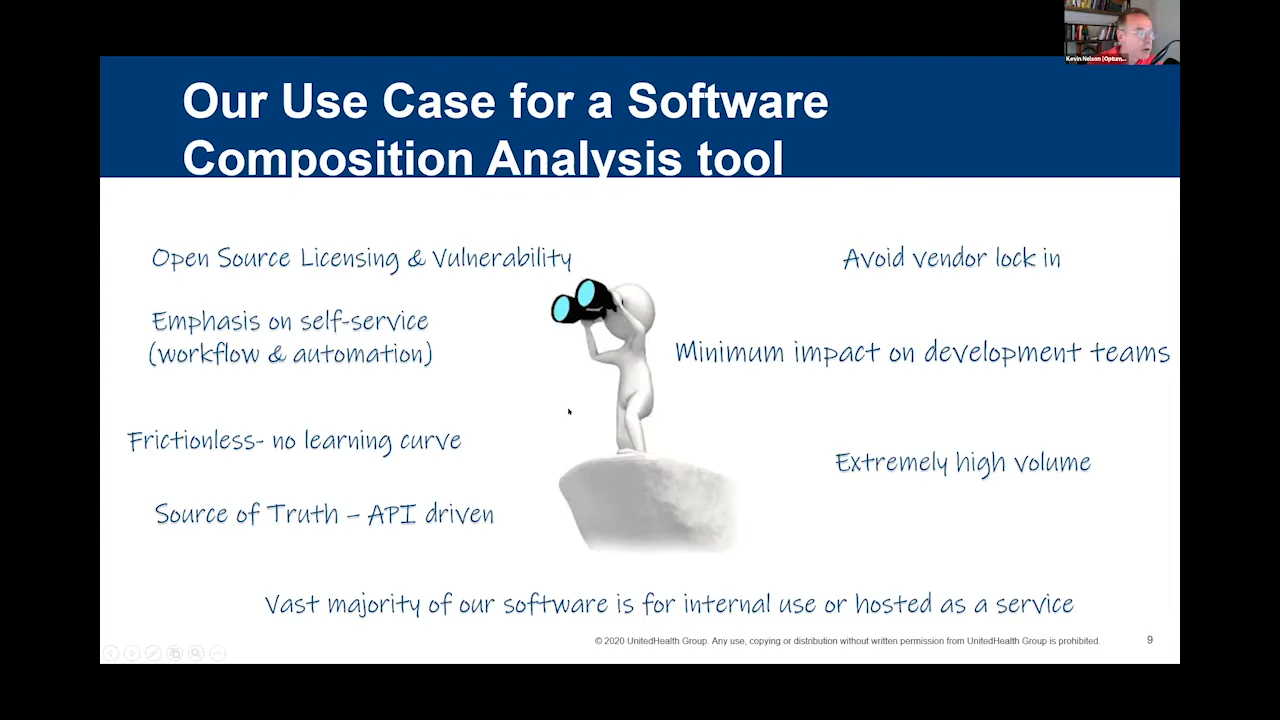 Kevin Nelson (Optum...
Our Use Case for a Software
Composition Analysis tool
Open Source Licensing & Vulnerability
Avoid vendor lock in
Emphasis on self-service
(workflow & automation)
Minimum impact on development teams
Frictionless- no learning curve
Extremely high volume
Source of Truth – API driven
Vast majority of our software is for internal use or hosted as a service
© 2020 UnitedHealth Group. Any use, copying or distribution without written permission from UnitedHealth Group is prohibited.
9